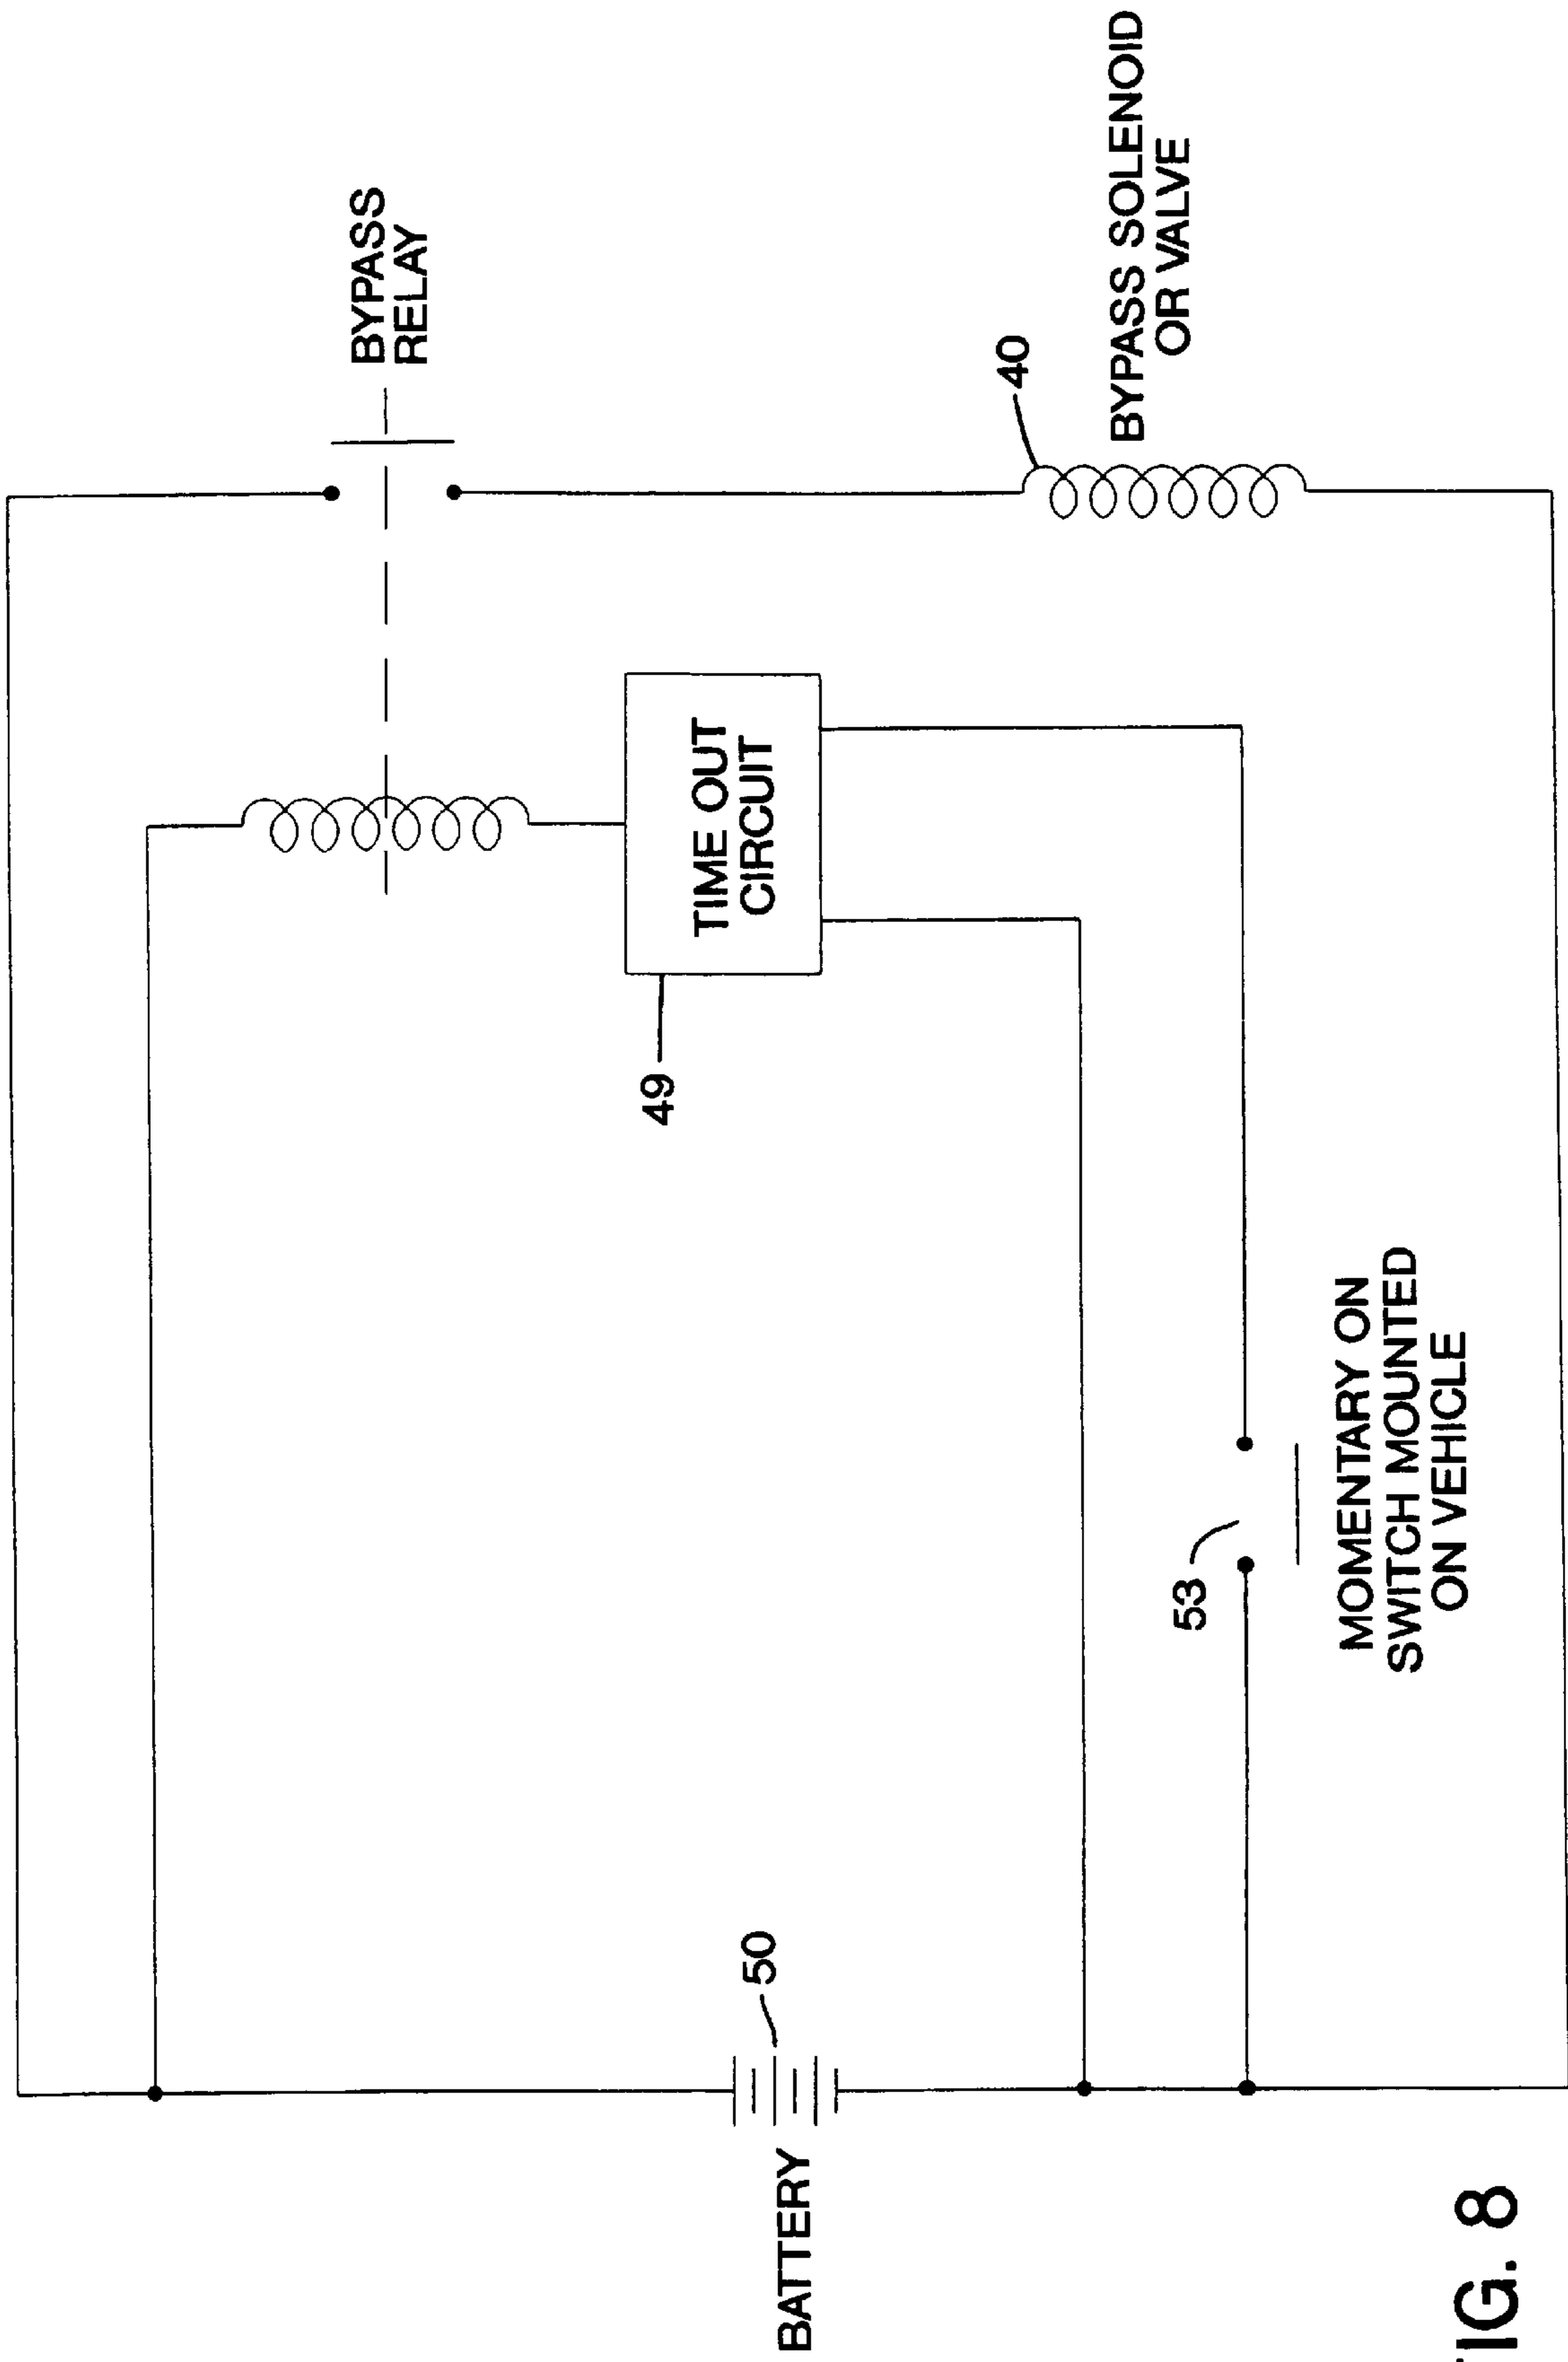 BYPASS
RELAY
40
BYPASS SOLENOID
OR VALVE
TIME OUT
CIRCUIT
49
BATTERY
50
53
MOMENTARY ON
SWITCH MOUNTED
ON VEHICLE
FIG. 8